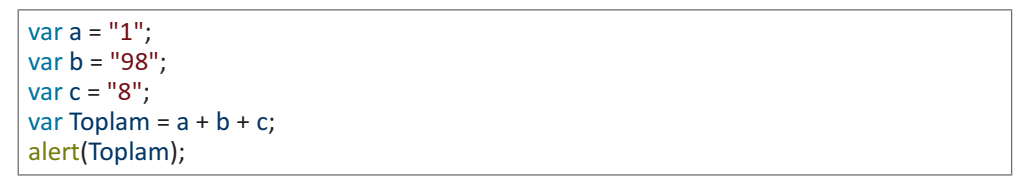 var a = "1";
var b = "98";
var c = "8";
var Toplam = a + b + c;
alert(Toplam);